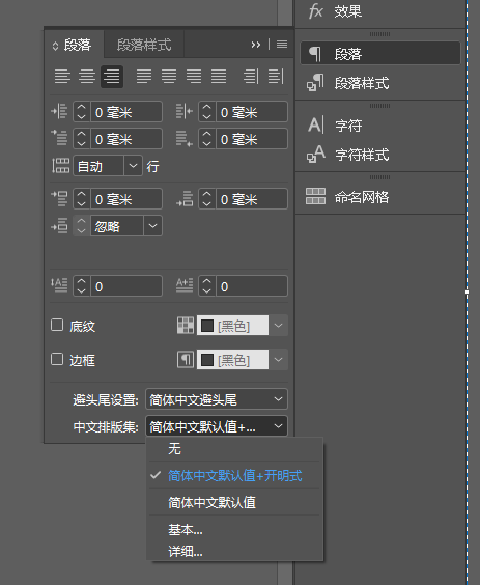 段落 段落样式
0 毫米 0 毫米
0 毫米 0 毫米
自动 行
0 毫米 0 毫米
忽略
0 0
底纹 [黑色]
边框 [黑色]
避头尾设置: 简体中文避头尾
中文排版集: 简体中文默认值+...
无
简体中文默认值+开明式
简体中文默认值
基本...
详细...
fx 效果
段落
段落样式
字符
字符样式
命名网格